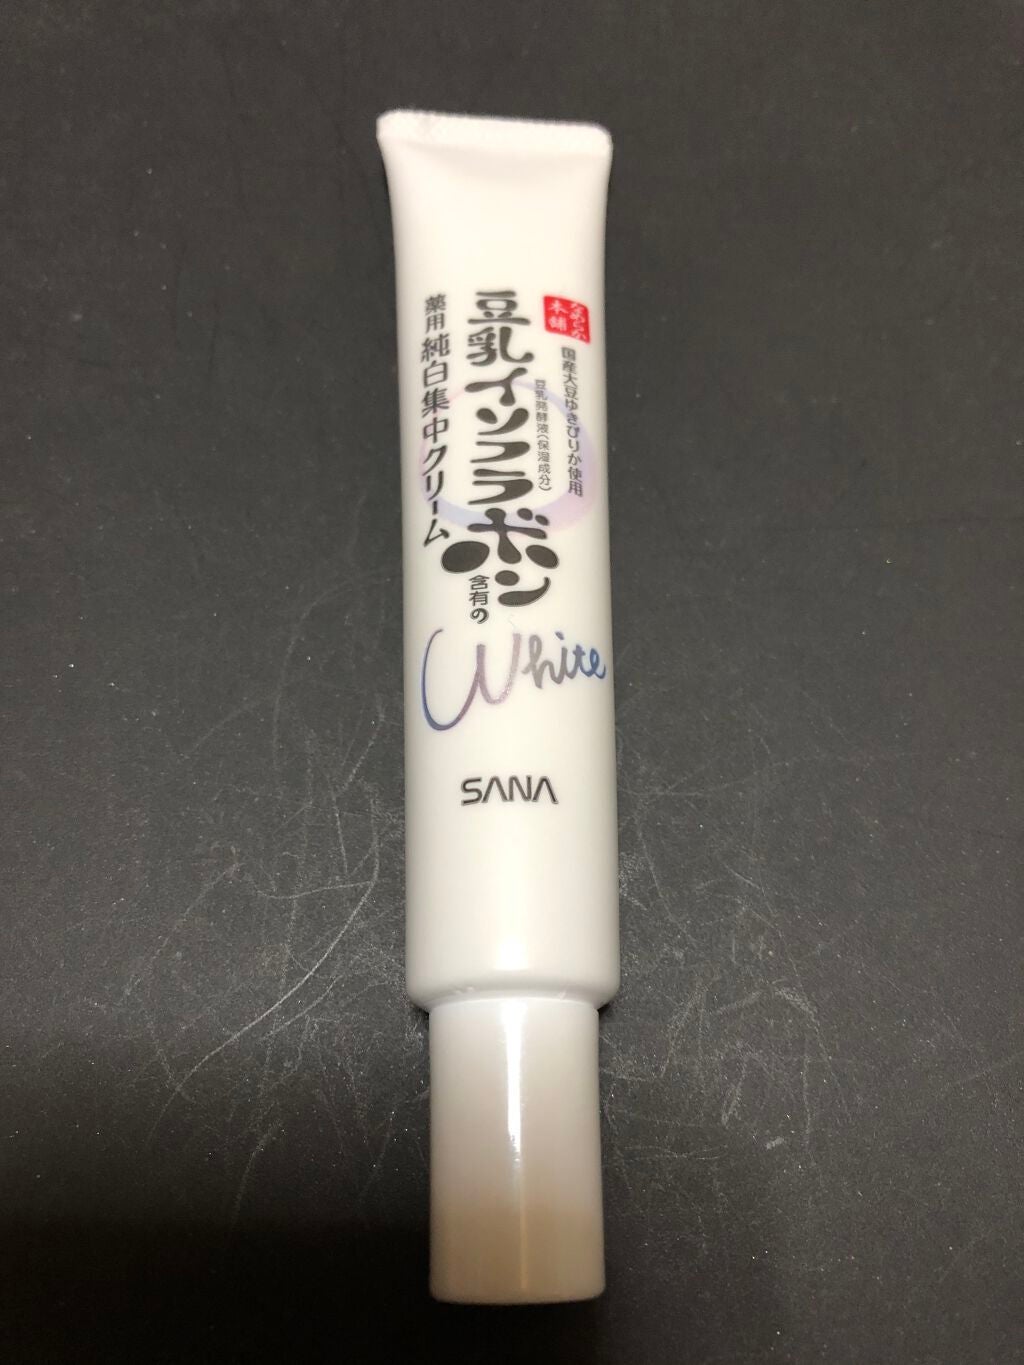 なめらか
本舗
国産大豆ゆきぴりか使用
豆乳発酵液(保湿成分)
豆乳イソフラボン
含有の
薬用純白集中クリーム
White
SANA